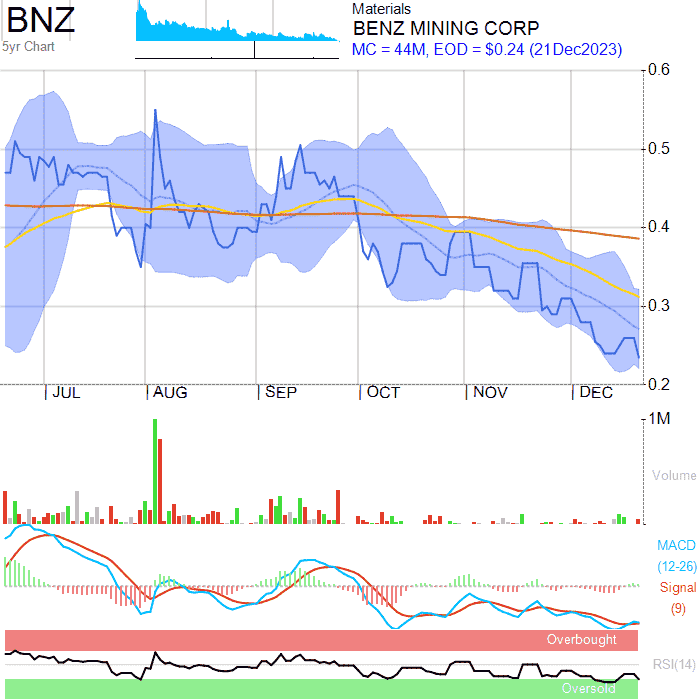 BNZ
5yr Chart
Materials
BENZ MINING CORP
MC = 44M, EOD = $0.24 (21Dec2023)
0.6
0.5
0.4
0.3
0.2
JUL AUG SEP OCT NOV DEC
1M
Volume
MACD
(12-26)
Signal
(9)
Overbought
RSI(14)
Oversold